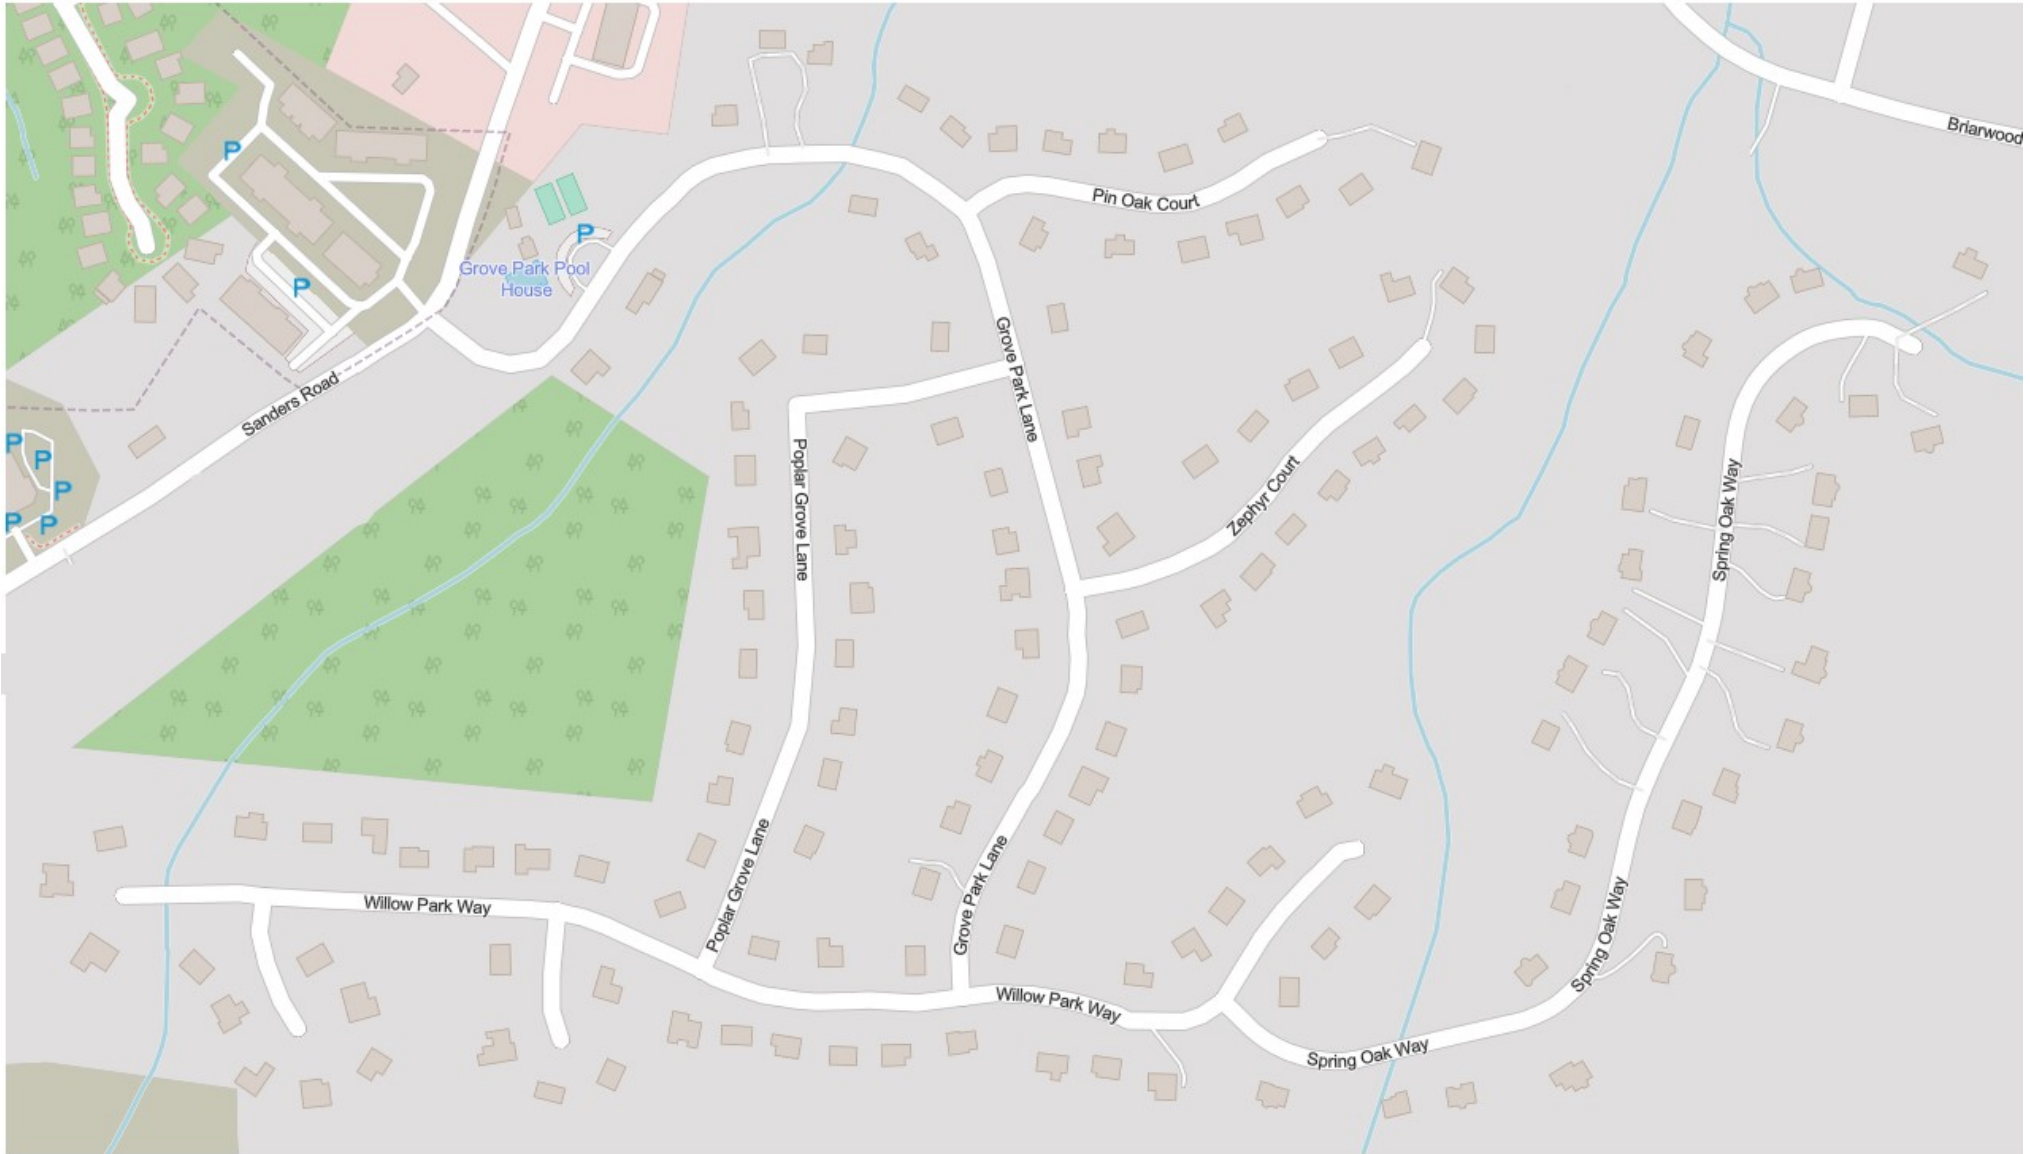 Briarwood
P
Pin Oak Court
P
Grove Park Pool
House
P
Grove Park Lane
Sanders Road
P
P
P
P
P
Poplar Grove Lane
Zephyr Court
Spring Oak Way
Poplar Grove Lane
Grove Park Lane
Willow Park Way
Spring Oak Way
Willow Park Way
Spring Oak Way